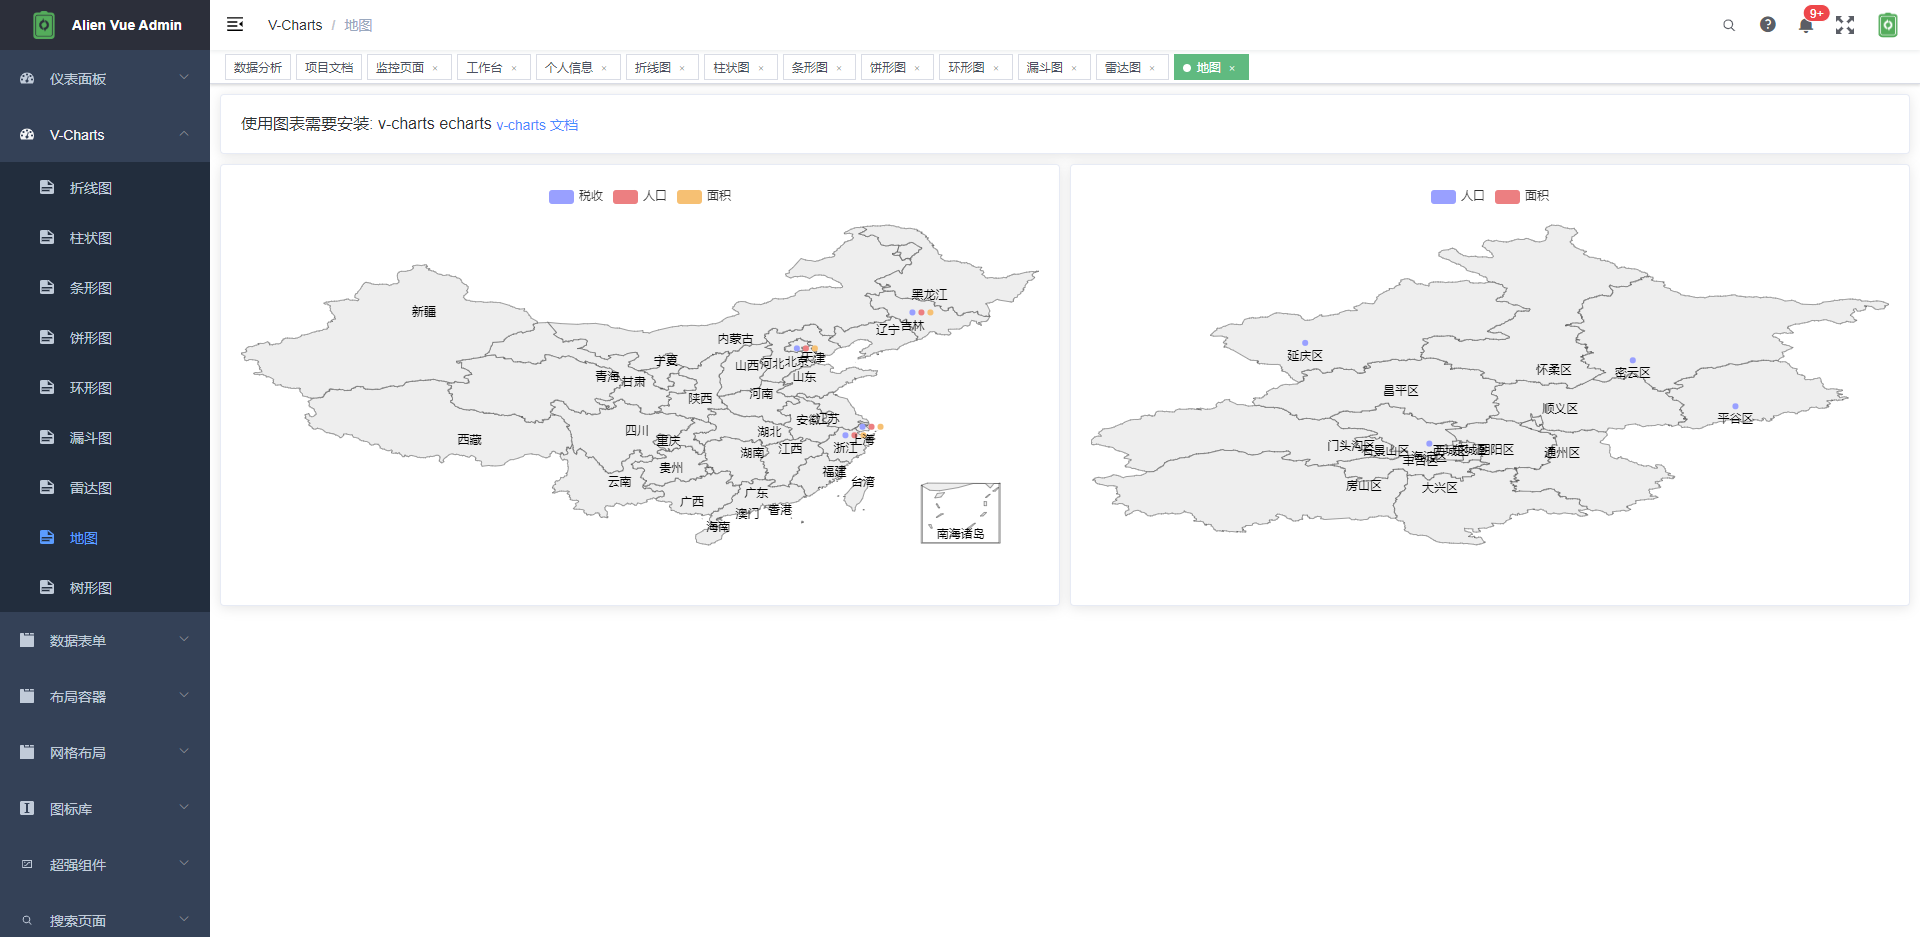 Alien Vue Admin
仪表面板
V-Charts
折线图
柱状图
条形图
饼形图
环形图
漏斗图
雷达图
地图
树形图
数据表单
布局容器
网格布局
图标库
超强组件
搜索页面
V-Charts / 地图
9+
数据分析 项目文档 监控页面 × 工作台 × 个人信息 × 折线图 × 柱状图 × 条形图 × 饼形图 × 环形图 × 漏斗图 × 雷达图 × 地图 ×
使用图表需要安装: v-charts echarts v-charts 文档
税收 人口 面积
黑龙江
新疆
吉林
辽宁
内蒙古
宁夏
天津
山西 河北 北京
青海 甘肃
山东
陕西
河南
安徽 江苏
四川
湖北
重庆
上海
西藏
浙江
湖南 江西
贵州
福建
云南
台湾
广东
广西
澳门 香港
海南
南海诸岛
人口 面积
延庆区
怀柔区
密云区
昌平区
顺义区
平谷区
门头沟区
石景山区 海淀区 西城区 东城区 朝阳区
丰台区
通州区
房山区
大兴区